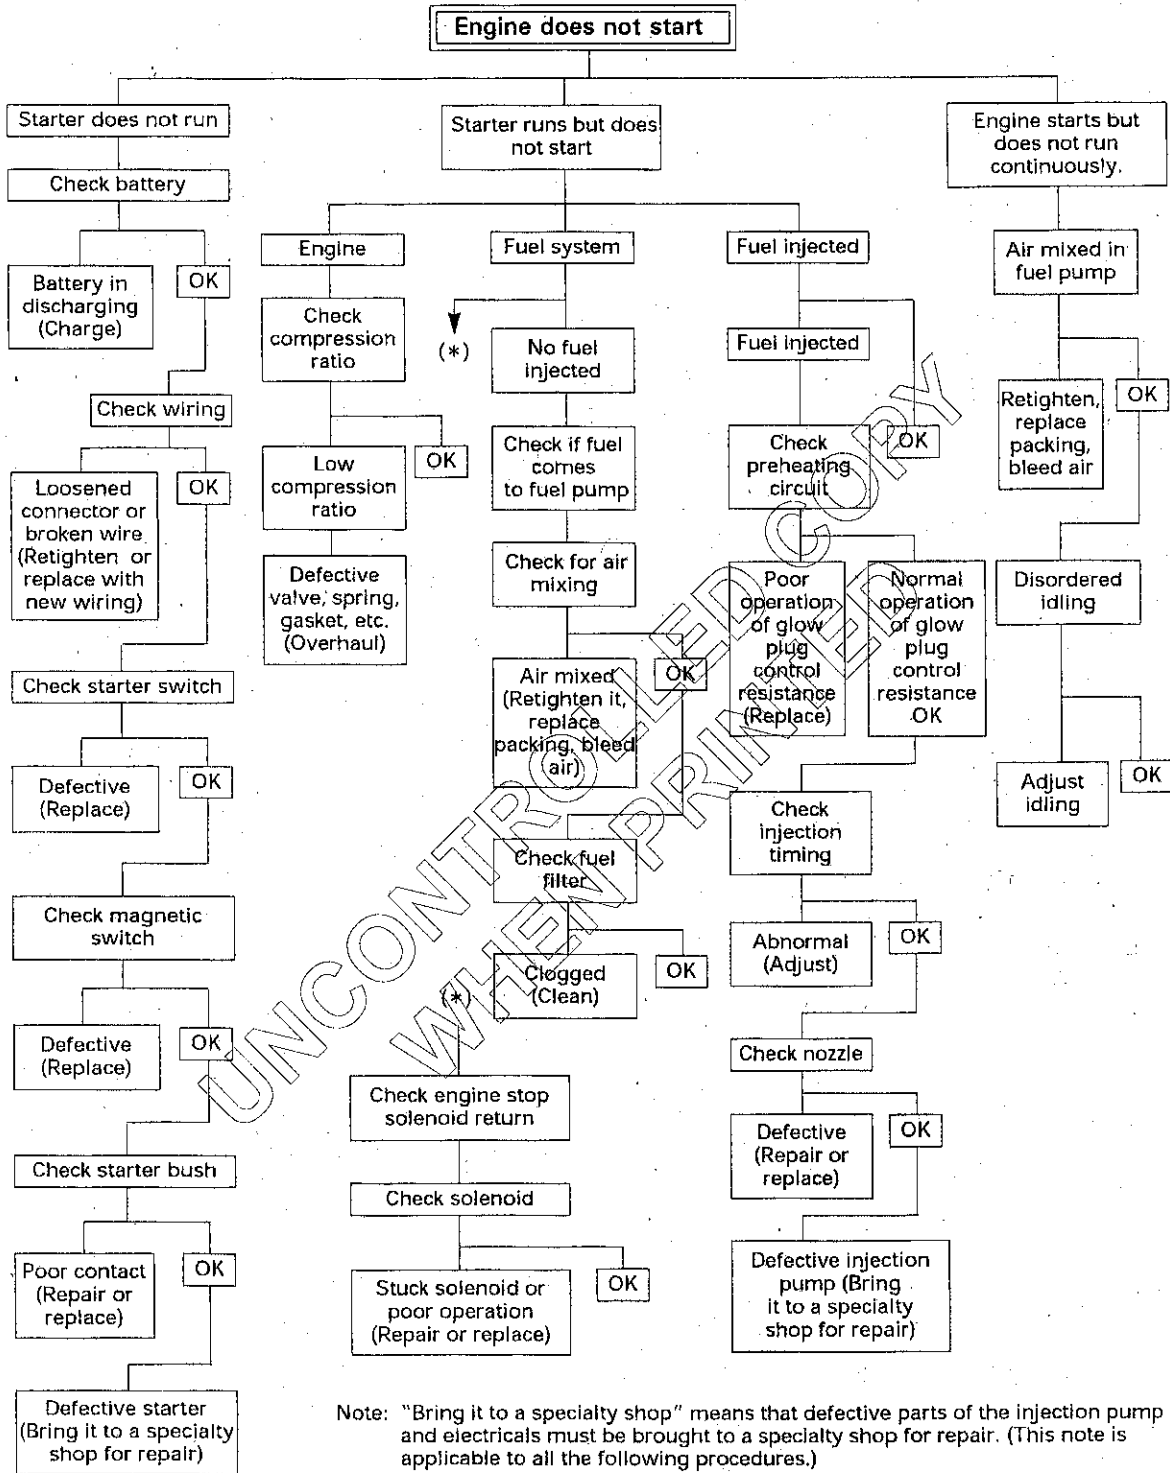 Engine does not start
Starter does not run
Check battery
Battery in
discharging
(Charge)
OK
Check wiring
Loosened
connector or
broken wire
(Retighten or
replace with
new wiring)
OK
Check starter switch
Defective
(Replace)
OK
Check magnetic
switch
Defective
(Replace)
OK
Check starter bush
Poor contact
(Repair or
replace)
OK
Defective starter
(Bring it to a specialty
shop for repair)
Starter runs but does
not start
Engine
Check
compression
ratio
Low
compression
ratio
OK
Defective
valve, spring,
gasket, etc.
(Overhaul)
Fuel system
(*)
No fuel
injected
Check if fuel
comes
to fuel pump
Check for air
mixing
Air mixed
(Retighten it,
replace
packing, bleed
air)
OK
Check fuel
filter
Clogged
(Clean)
OK
(*)
Check engine stop
solenoid return
Check solenoid
Stuck solenoid or
poor operation
(Repair or replace)
OK
Fuel injected
Fuel injected
OK
Check
preheating
circuit
Poor
operation
of glow
plug
control
resistance
(Replace)
Normal
operation
of glow
plug
control
resistance
OK
Check
injection
timing
Abnormal
(Adjust)
OK
Check nozzle
Defective
(Repair or
replace)
OK
Defective injection
pump (Bring
it to a specialty
shop for repair)
Engine starts but
does not run
continuously.
Air mixed in
fuel pump
Retighten,
replace
packing,
bleed air
OK
Disordered
idling
Adjust
idling
OK
UNCONTROLLED COPY
WHEN PRINTED
Note: "Bring it to a specialty shop" means that defective parts of the injection pump
and electricals must be brought to a specialty shop for repair. (This note is
applicable to all the following procedures.)